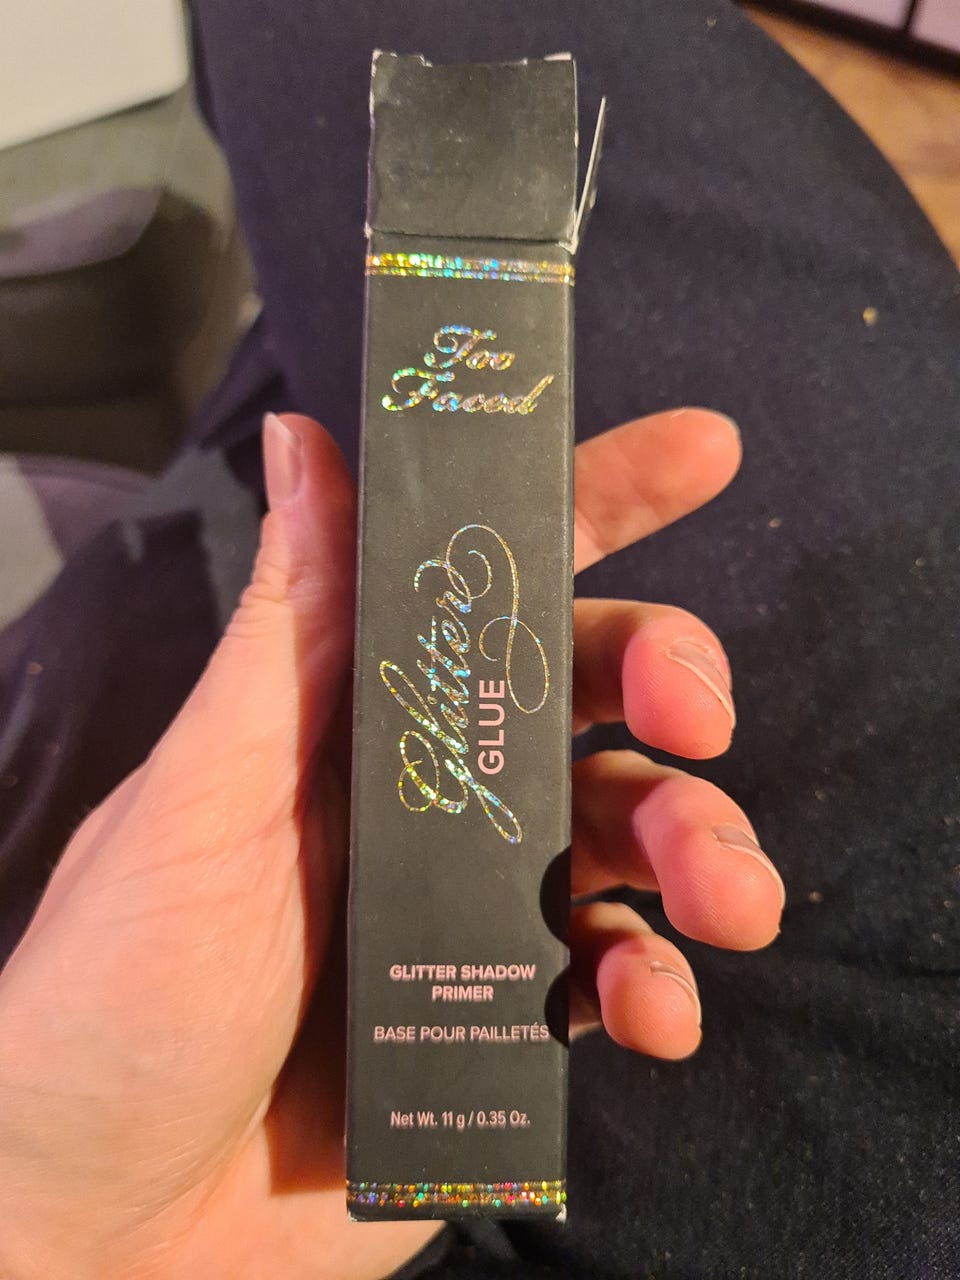 Too
Faced
Glitter
GLUE
GLITTER SHADOW
PRIMER
BASE POUR PAILLETÉS
Net Wt. 11 g / 0.35 Oz.